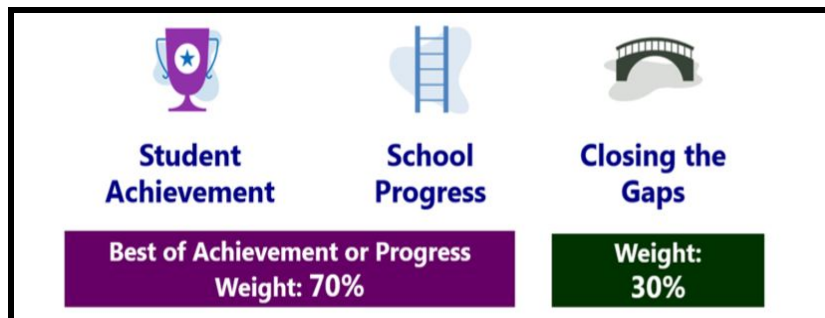 Student
Achievement
School
Progress
Closing the
Gaps
Best of Achievement or Progress
Weight: 70%
Weight:
30%